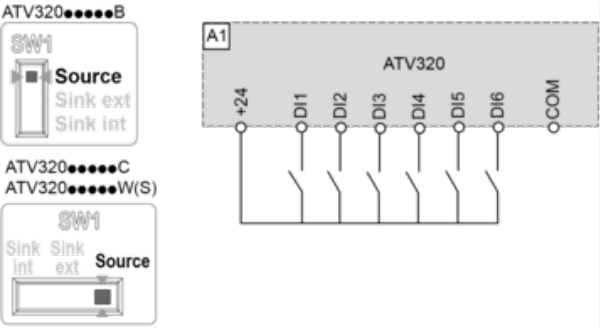 ATV320●●●●●B
SW1
Source
Sink ext
Sink int
ATV320●●●●●C
ATV320●●●●●W(S)
SW1
Sink int
Sink ext
Source
A1
ATV320
+24
DI1
DI2
DI3
DI4
DI5
DI6
COM